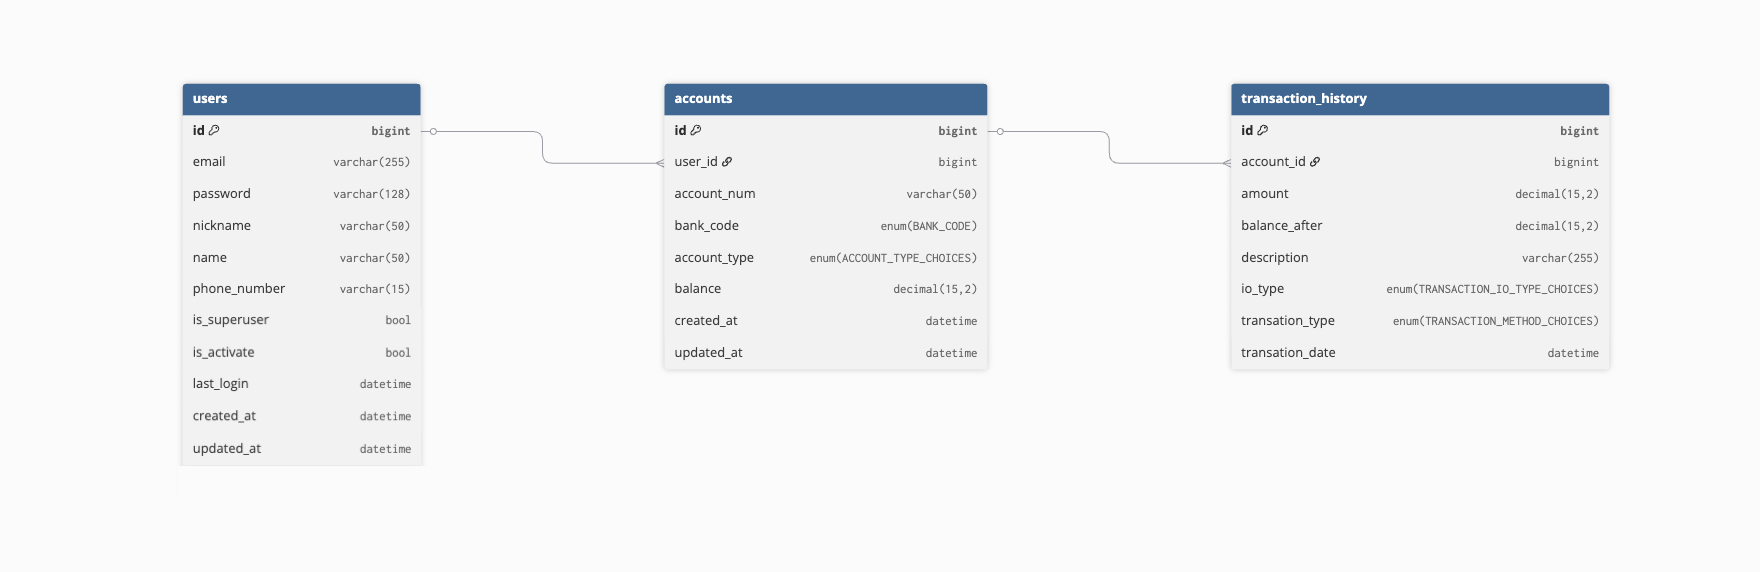 users
id bigint
email varchar(255)
password varchar(128)
nickname varchar(50)
name varchar(50)
phone_number varchar(15)
is_superuser bool
is_activate bool
last_login datetime
created_at datetime
updated_at datetime
accounts
id bigint
user_id bigint
account_num varchar(50)
bank_code enum(BANK_CODE)
account_type enum(ACCOUNT_TYPE_CHOICES)
balance decimal(15,2)
created_at datetime
updated_at datetime
transaction_history
id bigint
account_id bignint
amount decimal(15,2)
balance_after decimal(15,2)
description varchar(255)
io_type enum(TRANSACTION_IO_TYPE_CHOICES)
transation_type enum(TRANSACTION_METHOD_CHOICES)
transation_date datetime